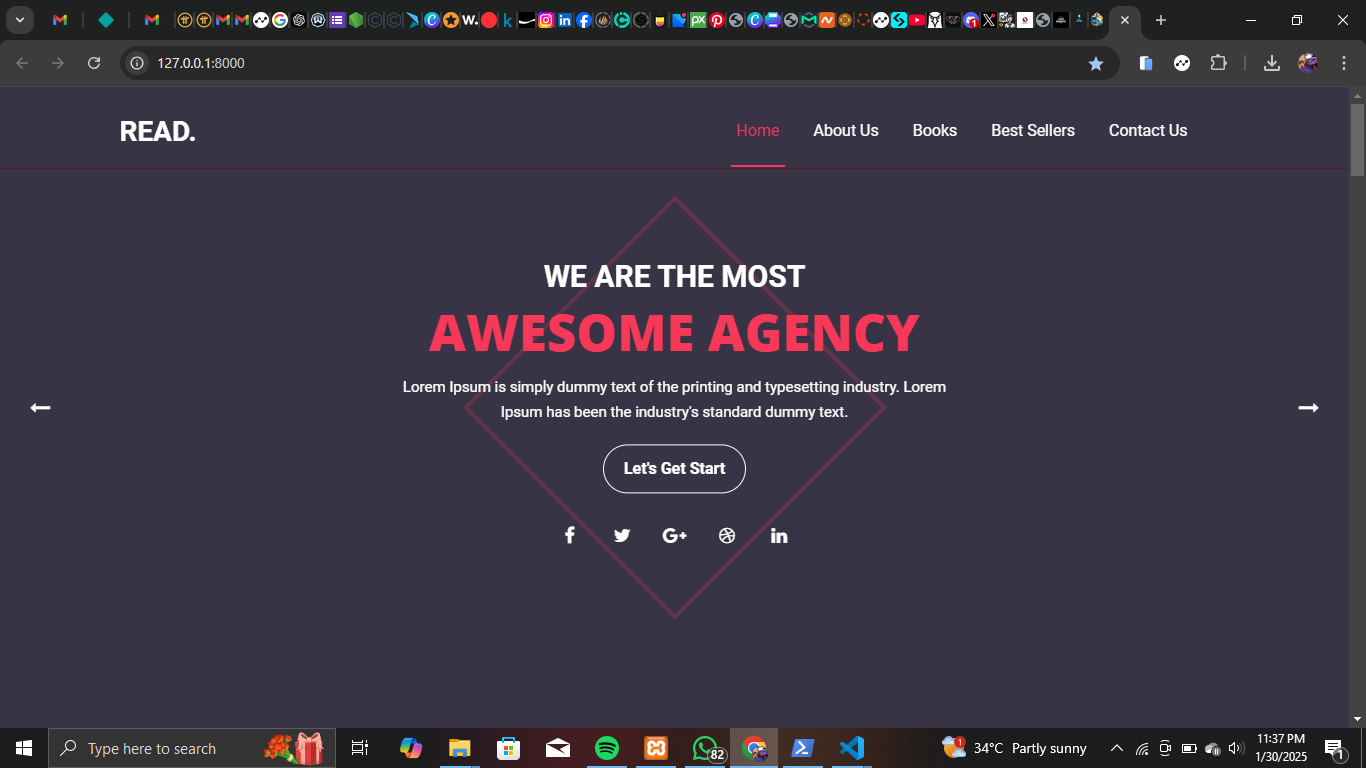 127.0.0.1:8000
READ.
Home About Us Books Best Sellers Contact Us
WE ARE THE MOST
AWESOME AGENCY
Lorem Ipsum is simply dummy text of the printing and typesetting industry. Lorem
Ipsum has been the industry's standard dummy text.
Let's Get Start
Type here to search
82
1
34°C Partly sunny
11:37 PM
1/30/2025
1